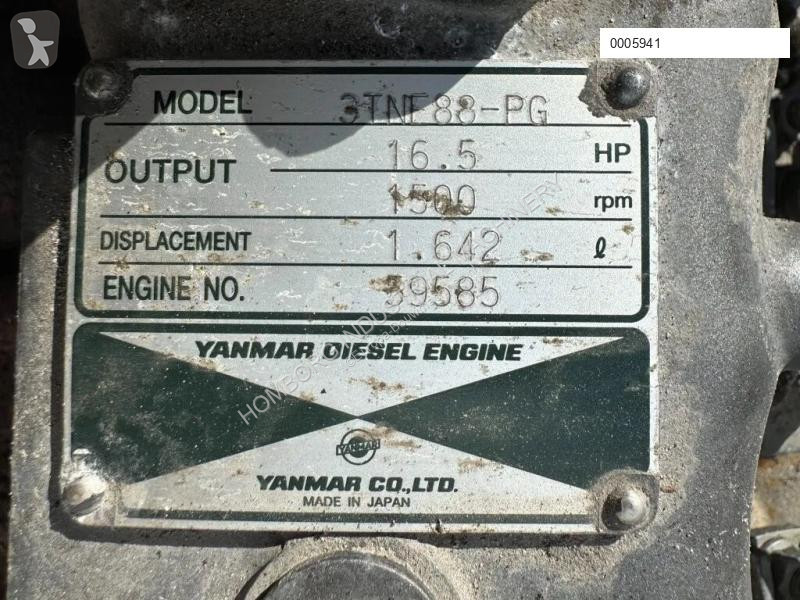 0005941
MODEL 3TNE88-PG
OUTPUT 16.5 HP
1500 rpm
DISPLACEMENT 1.642 ℓ
ENGINE NO. 39585
YANMAR DIESEL ENGINE
YANMAR
YANMAR CO.,LTD.
MADE IN JAPAN